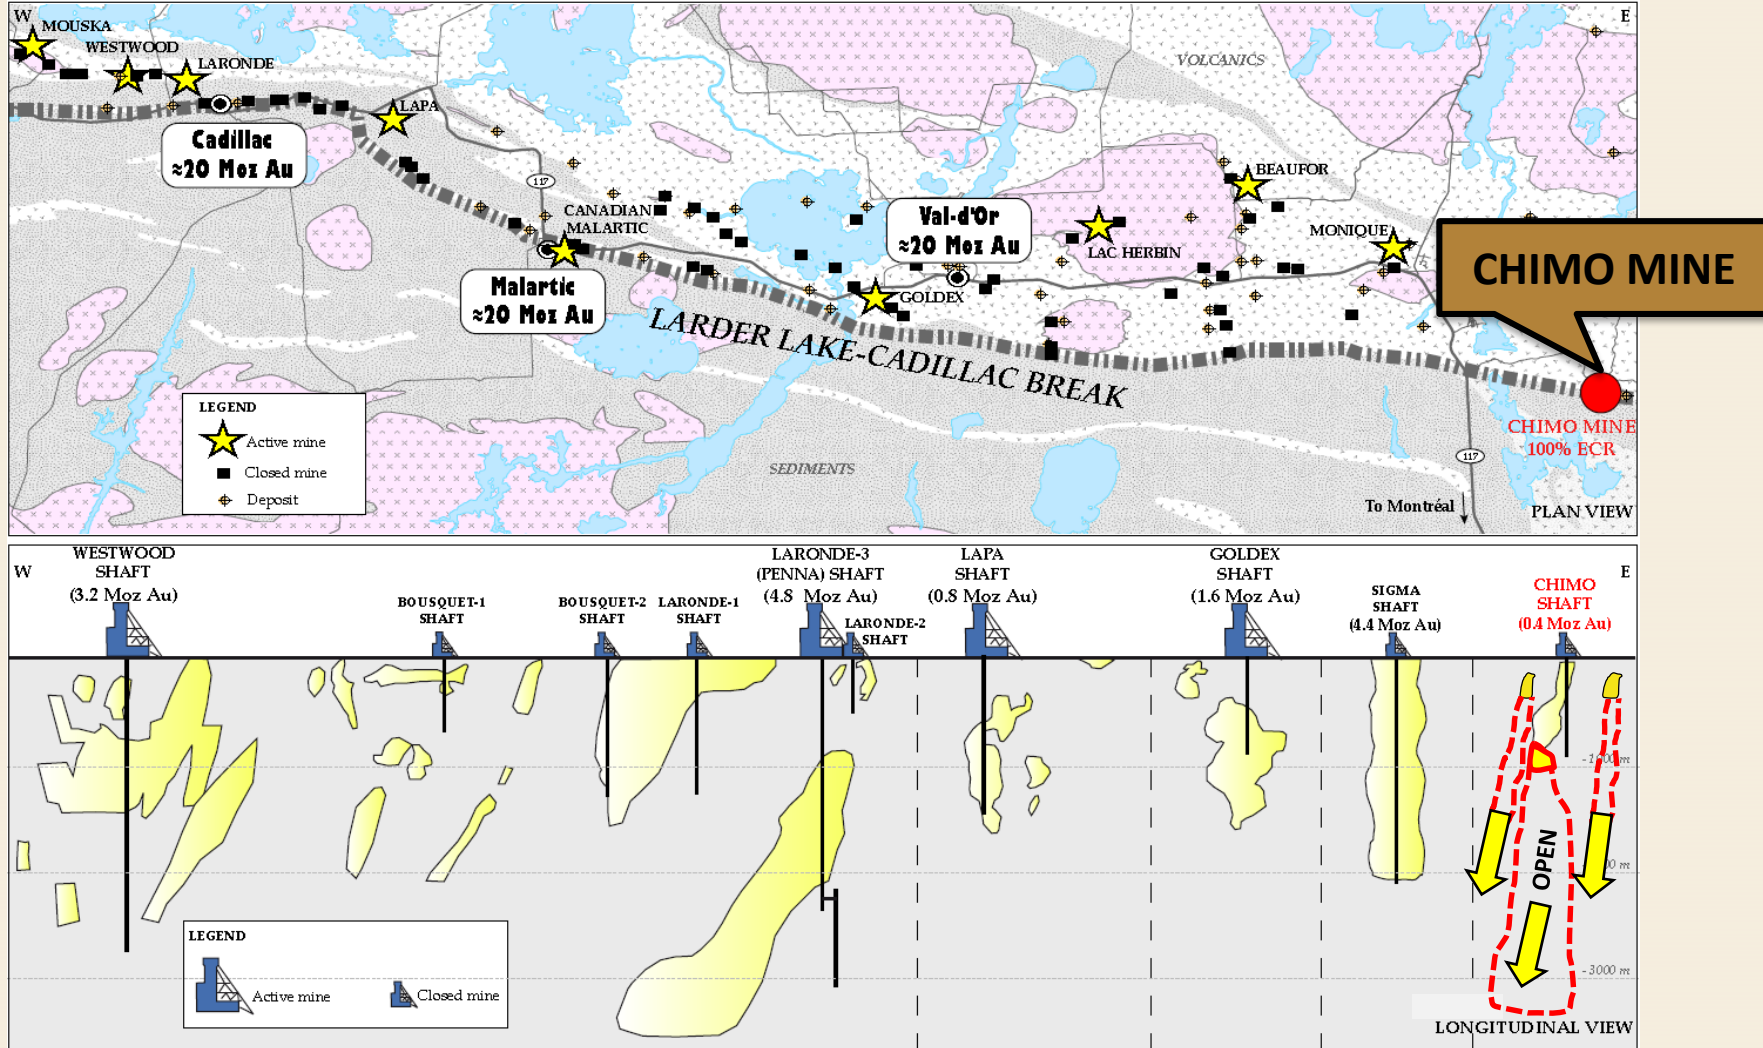 W
E
MOUSKA
WESTWOOD
LARONDE
LAPA
Cadillac
≈20 Moz Au
VOLCANICS
117
CANADIAN
MALARTIC
Malartic
≈20 Moz Au
Val-d'Or
≈20 Moz Au
BEAUFOR
LAC HERBIN
MONIQUE
GOLDEX
CHIMO MINE
LARDER LAKE-CADILLAC BREAK
CHIMO MINE
100% ECR
LEGEND
Active mine
Closed mine
Deposit
SEDIMENTS
117
To Montréal
PLAN VIEW
W
E
WESTWOOD
SHAFT
(3.2 Moz Au)
BOUSQUET-1
SHAFT
BOUSQUET-2
SHAFT
LARONDE-1
SHAFT
LARONDE-3
(PENNA) SHAFT
(4.8 Moz Au)
LARONDE-2
SHAFT
LAPA
SHAFT
(0.8 Moz Au)
GOLDEX
SHAFT
(1.6 Moz Au)
SIGMA
SHAFT
(4.4 Moz Au)
CHIMO
SHAFT
(0.4 Moz Au)
OPEN
- 3000 m
LEGEND
Active mine
Closed mine
LONGITUDINAL VIEW